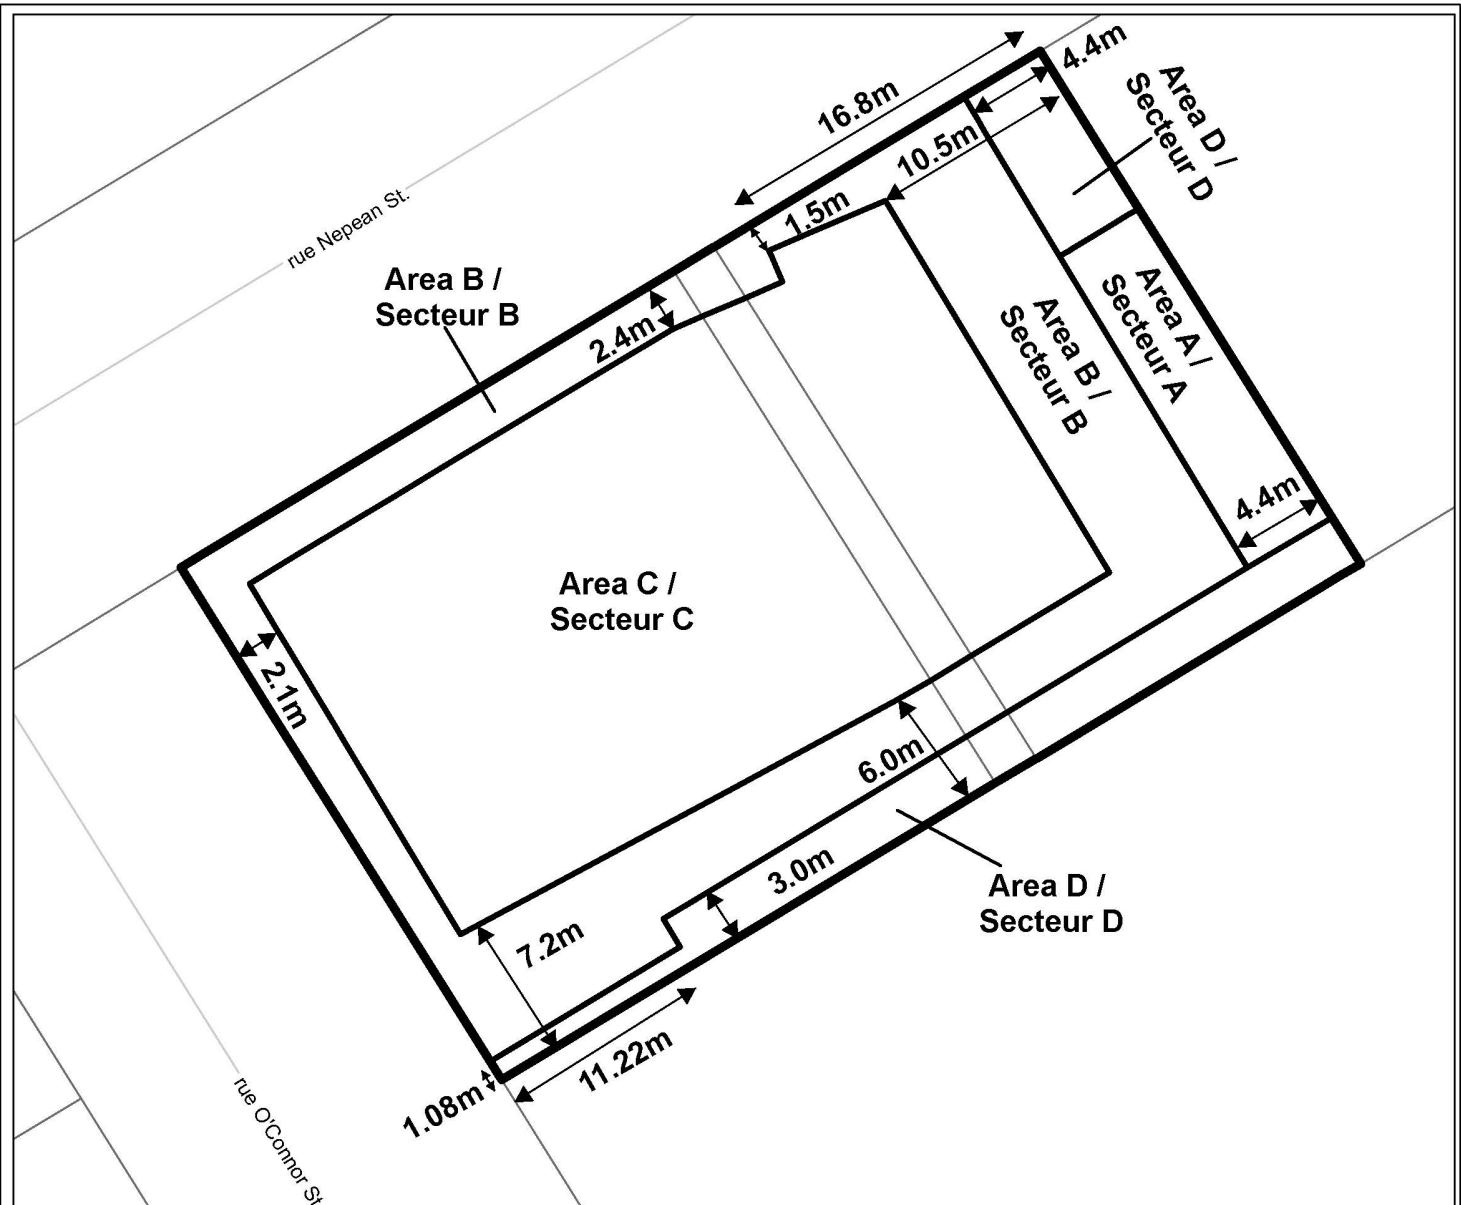 4.4m
16.8m
Area D /
Secteur D
10.5m
1.5m
rue Nepean St.
Area B /
Secteur B
2.4m
Area A /
Secteur A
Area B /
Secteur B
4.4m
Area C /
Secteur C
2.1m
6.0m
3.0m
Area D /
Secteur D
7.2m
11.22m
1.08m
rue O'Connor St